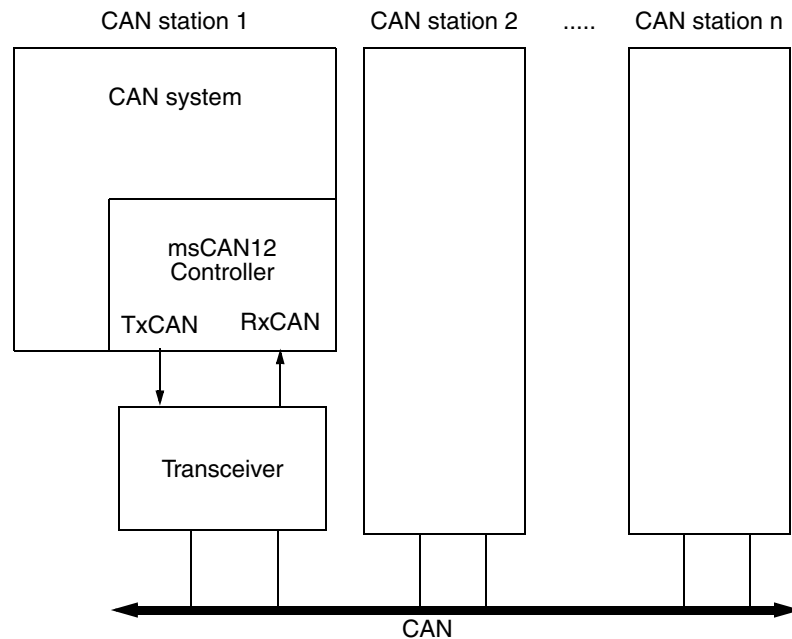 CAN station 1
CAN station 2
.....
CAN station n
CAN system
msCAN12
Controller
TxCAN
RxCAN
Transceiver
CAN